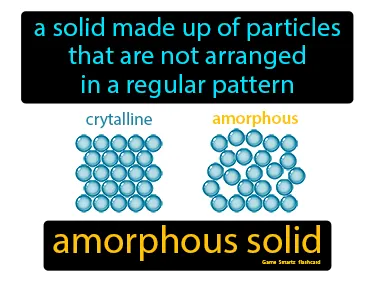 a solid made up of particles
that are not arranged
in a regular pattern
crytalline
amorphous
amorphous solid
Game Smartz flashcard